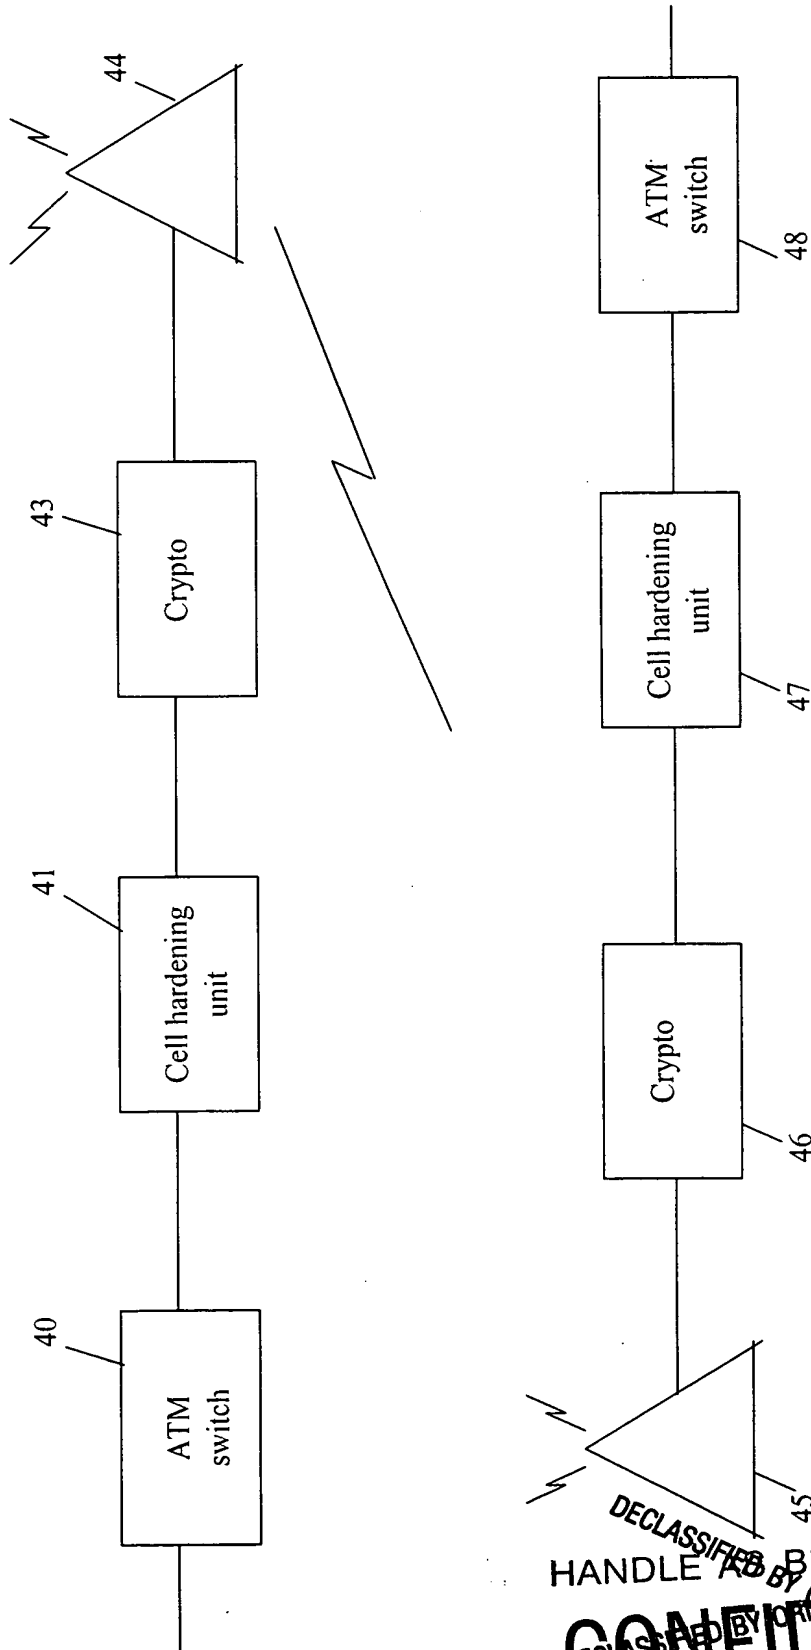 44
43
Crypto
41
Cell hardening
unit
40
ATM
switch
ATM
switch
48
Cell hardening
unit
47
Crypto
46
45
DECLASSIFIED BY
HANDLE